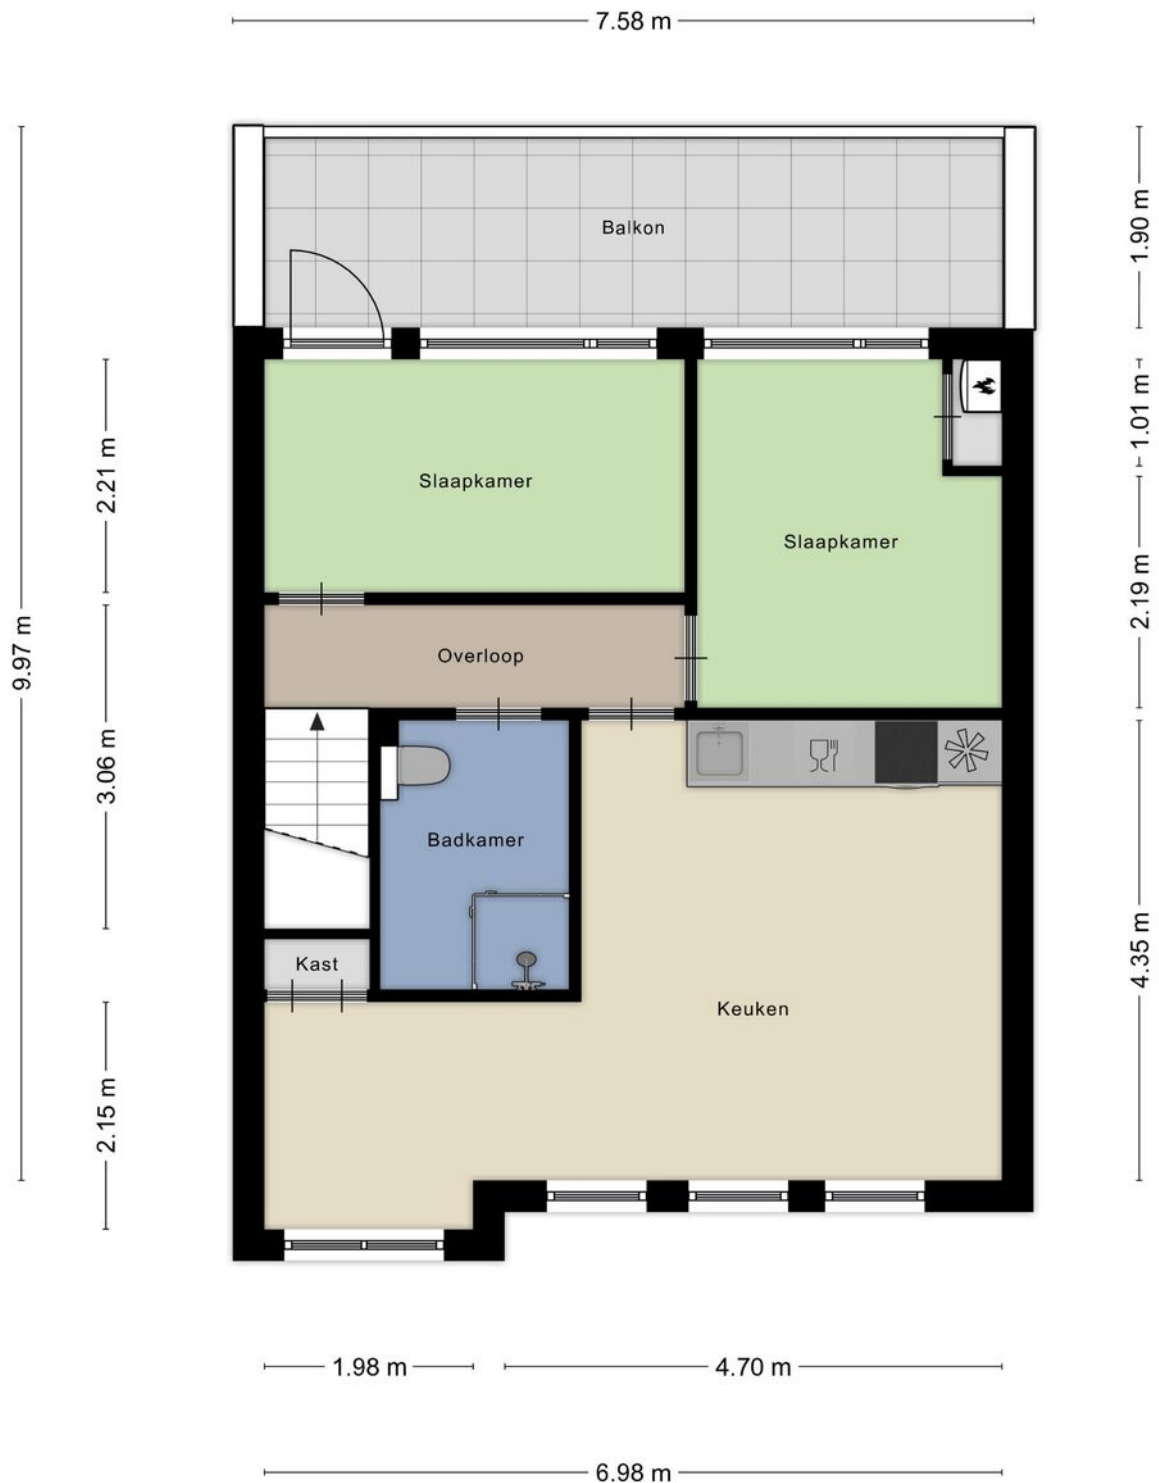 7.58 m
Balkon
1.90 m
1.01 m
2.21 m
Slaapkamer
Slaapkamer
2.19 m
9.97 m
Overloop
3.06 m
Badkamer
4.35 m
Kast
Keuken
2.15 m
1.98 m
4.70 m
6.98 m